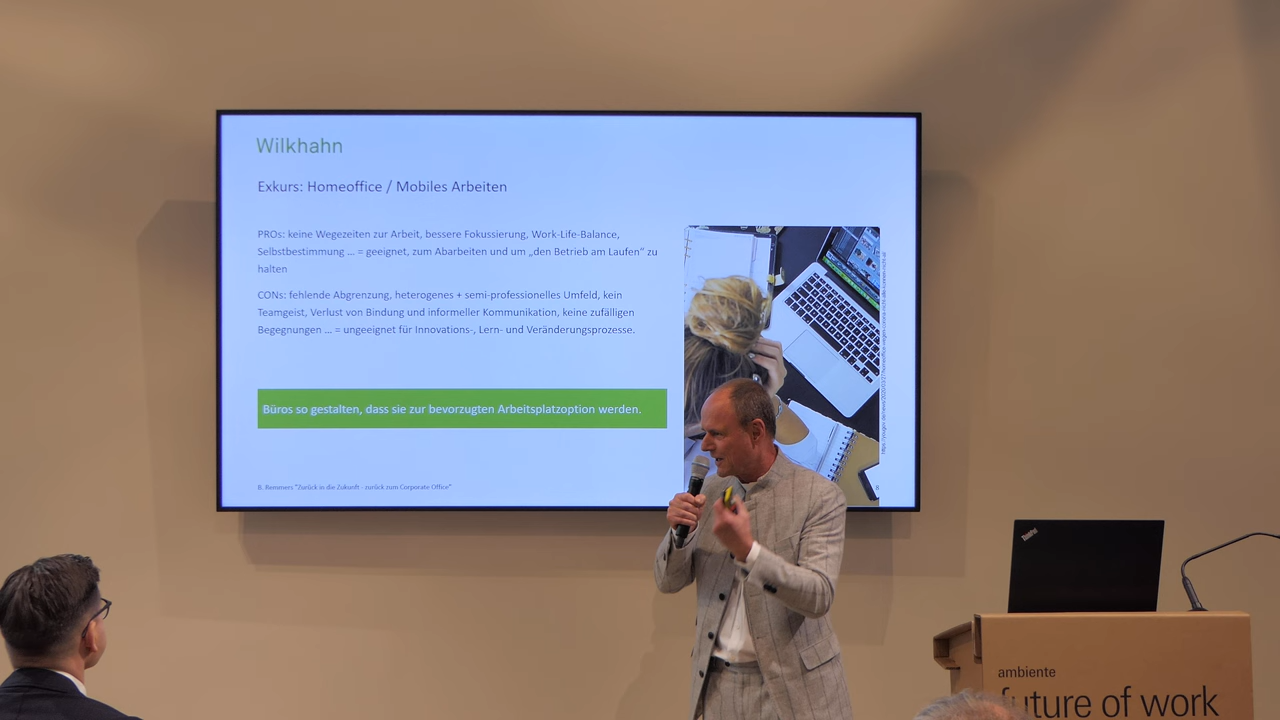 Wilkhahn
Exkurs: Homeoffice / Mobiles Arbeiten
PROs: keine Wegezeiten zur Arbeit, bessere Fokussierung, Work-Life-Balance,
Selbstbestimmung ... = geeignet, zum Abarbeiten und um „den Betrieb am Laufen“ zu
halten
CONs: fehlende Abgrenzung, heterogenes + semi-professionelles Umfeld, kein
Teamgeist, Verlust von Bindung und informeller Kommunikation, keine zufälligen
Begegnungen ... = ungeeignet für Innovations-, Lern- und Veränderungsprozesse.
Büros so gestalten, dass sie zur bevorzugten Arbeitsplatzoption werden.
B. Remmers "Zurück in die Zukunft - zurück zum Corporate Office"
8
ThinkPad
ambiente
future of work